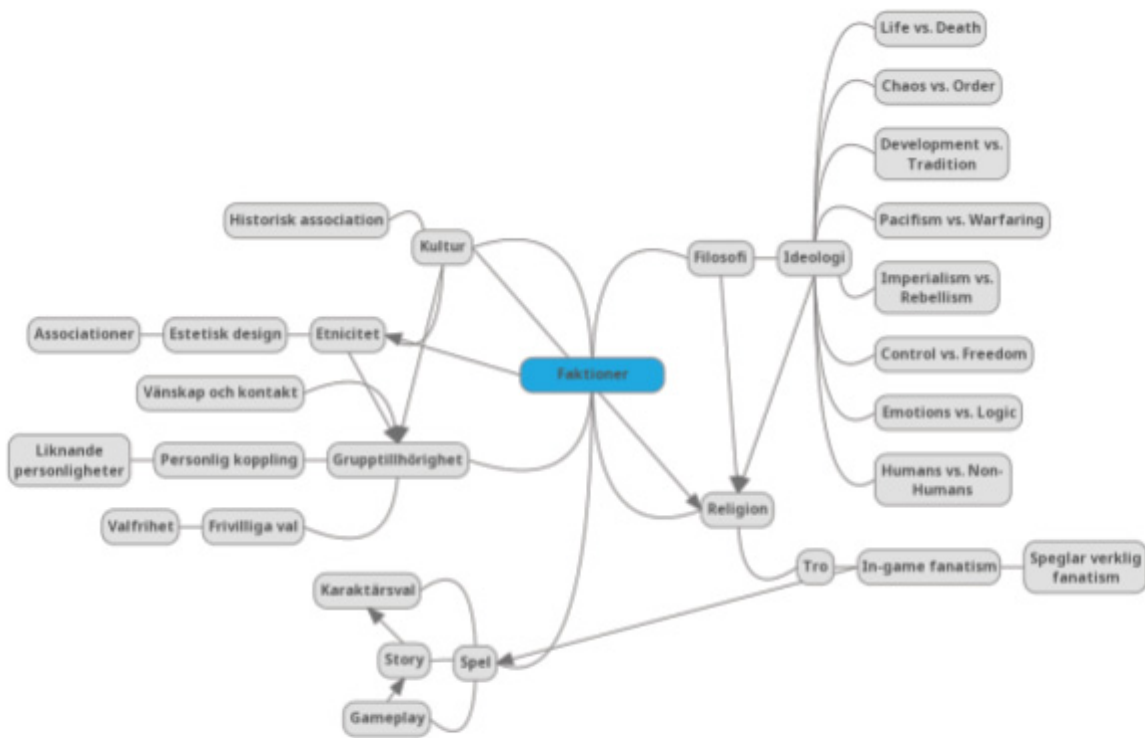 Life vs. Death
Chaos vs. Order
Development vs.
Tradition
Historisk association
Pacifism vs. Warfaring
Kultur
Filosofi
Ideologi
Imperialism vs.
Rebellism
Associationer
Estetisk design
Etnicitet
Control vs. Freedom
Faktioner
Vänskap och kontakt
Emotions vs. Logic
Liknande
personligheter
Personlig koppling
Grupptillhörighet
Humans vs. Non-
Humans
Religion
Valfrihet
Frivilliga val
Tro
In-game fanatism
Speglar verklig
fanatism
Karaktärsval
Story
Spel
Gameplay